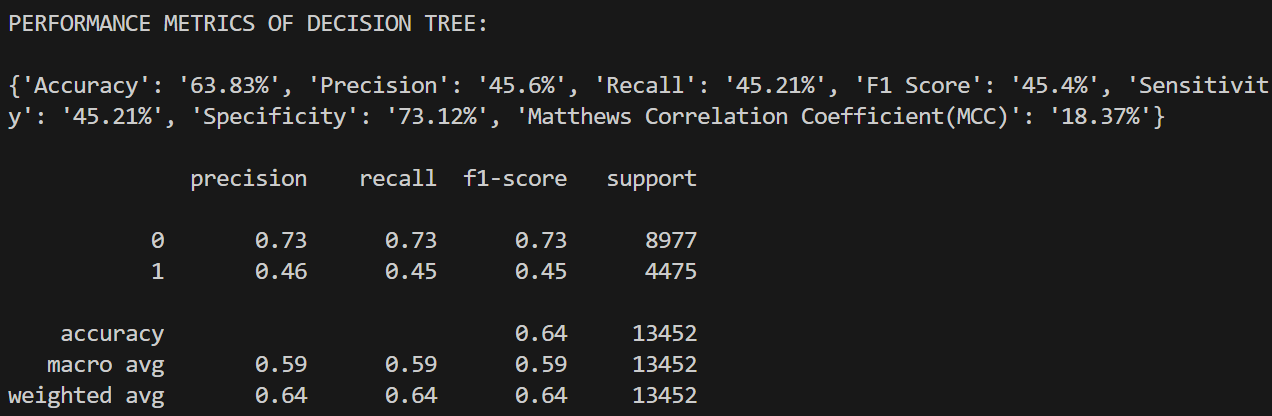 PERFORMANCE METRICS OF DECISION TREE:
{'Accuracy': '63.83%', 'Precision': '45.6%', 'Recall': '45.21%', 'F1 Score': '45.4%', 'Sensitivit
y': '45.21%', 'Specificity': '73.12%', 'Matthews Correlation Coefficient(MCC)': '18.37%'}
precision recall f1-score support
0 0.73 0.73 0.73 8977
1 0.46 0.45 0.45 4475
accuracy 0.64 13452
macro avg 0.59 0.59 0.59 13452
weighted avg 0.64 0.64 0.64 13452